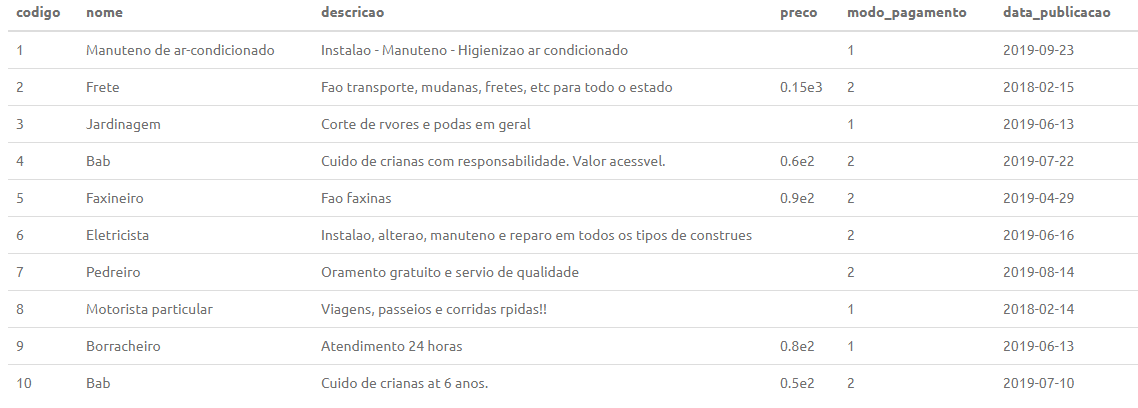 codigo nome descricao preco modo_pagamento data_publicacao
1 Manuteno de ar-condicionado Instalao - Manuteno - Higienizao ar condicionado 1 2019-09-23
2 Frete Fao transporte, mudanas, fretes, etc para todo o estado 0.15e3 2 2018-02-15
3 Jardinagem Corte de rvores e podas em geral 1 2019-06-13
4 Bab Cuido de crianas com responsabilidade. Valor acessvel. 0.6e2 2 2019-07-22
5 Faxineiro Fao faxinas 0.9e2 2 2019-04-29
6 Eletricista Instalao, alterao, manuteno e reparo em todos os tipos de construes 2 2019-06-16
7 Pedreiro Oramento gratuito e servio de qualidade 2 2019-08-14
8 Motorista particular Viagens, passeios e corridas rpidas!! 1 2018-02-14
9 Borracheiro Atendimento 24 horas 0.8e2 1 2019-06-13
10 Bab Cuido de crianas at 6 anos. 0.5e2 2 2019-07-10